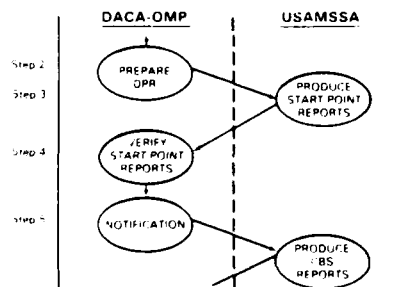 DACA-OMP
USAMSSA
Step 2
PREPARE
DPR
Step 3
PRODUCE
START POINT
REPORTS
Step 4
VERIFY
START POINT
REPORTS
Step 5
NOTIFICATION
PRODUCE
REPORTS